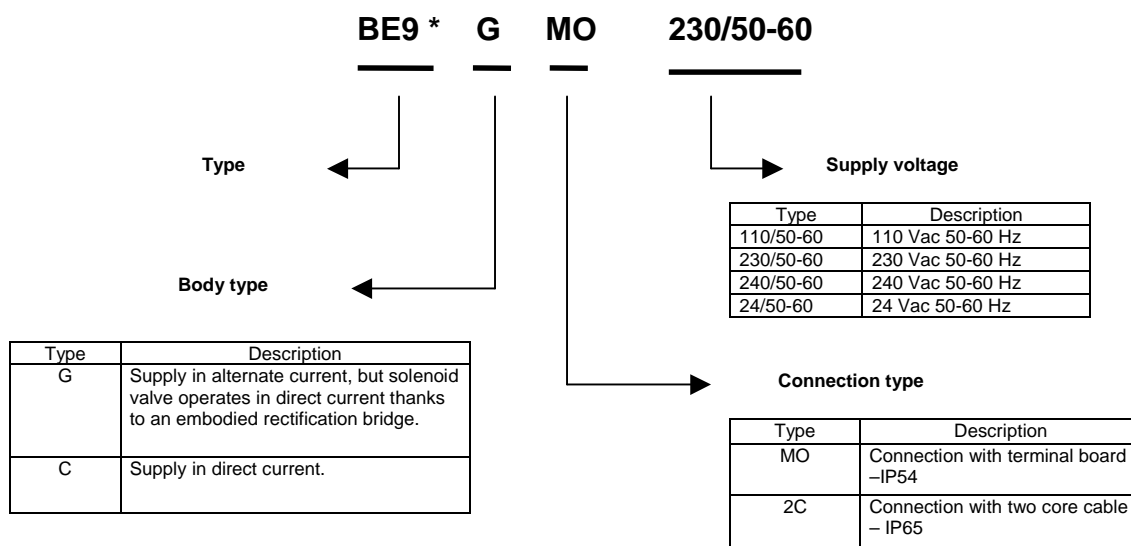 BE9 * G MO 230/50-60
Type
Supply voltage
Type Description
110/50-60 110 Vac 50-60 Hz
230/50-60 230 Vac 50-60 Hz
240/50-60 240 Vac 50-60 Hz
24/50-60 24 Vac 50-60 Hz
Body type
Type Description
G Supply in alternate current, but solenoid
valve operates in direct current thanks
to an embodied rectification bridge.
C Supply in direct current.
Connection type
Type Description
MO Connection with terminal board
–IP54
2C Connection with two core cable
– IP65